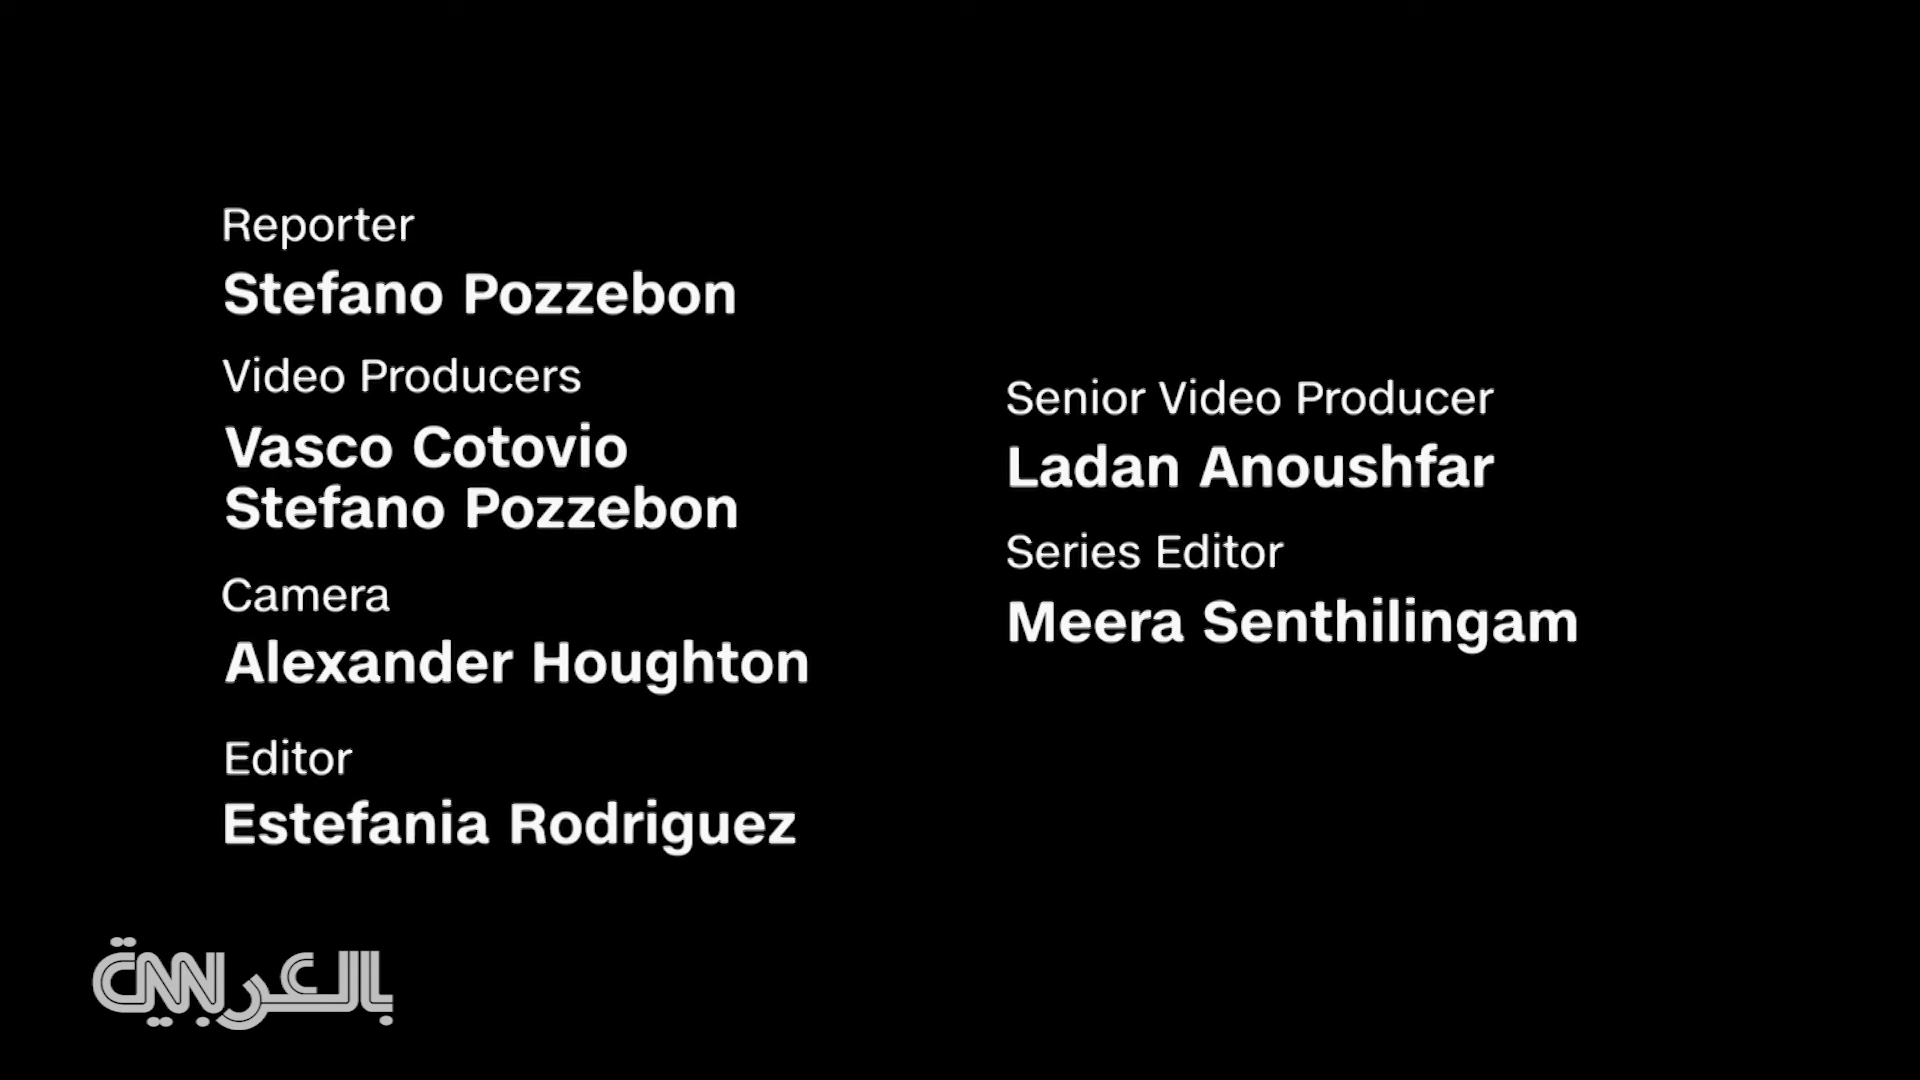 Reporter
Stefano Pozzebon
Video Producers
Vasco Cotovio
Stefano Pozzebon
Camera
Alexander Houghton
Editor
Estefania Rodriguez
Senior Video Producer
Ladan Anoushfar
Series Editor
Meera Senthilingam
CNN بالعربية